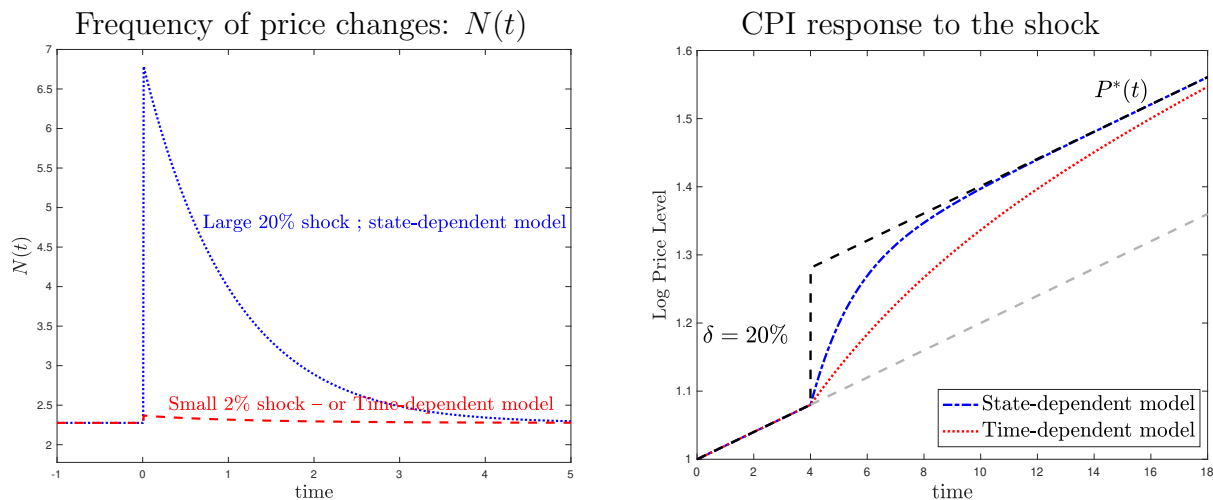 Frequency of price changes: N(t)
7
6.5
6
5.5
5
4.5
4
3.5
3
2.5
2
N(t)
Large 20% shock ; state-dependent model
Small 2% shock – or Time-dependent model
-1 0 1 2 3 4 5
time
CPI response to the shock
1.6
1.5
1.4
1.3
1.2
1.1
1
Log Price Level
P*(t)
δ = 20%
State-dependent model
Time-dependent model
0 2 4 6 8 10 12 14 16 18
time